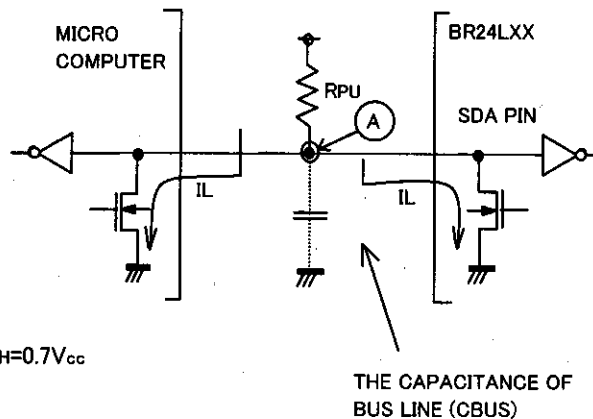 MICRO
COMPUTER
BR24LXX
RPU
A
SDA PIN
IL
IL
H=0.7Vcc
THE CAPACITANCE OF
BUS LINE (CBUS)